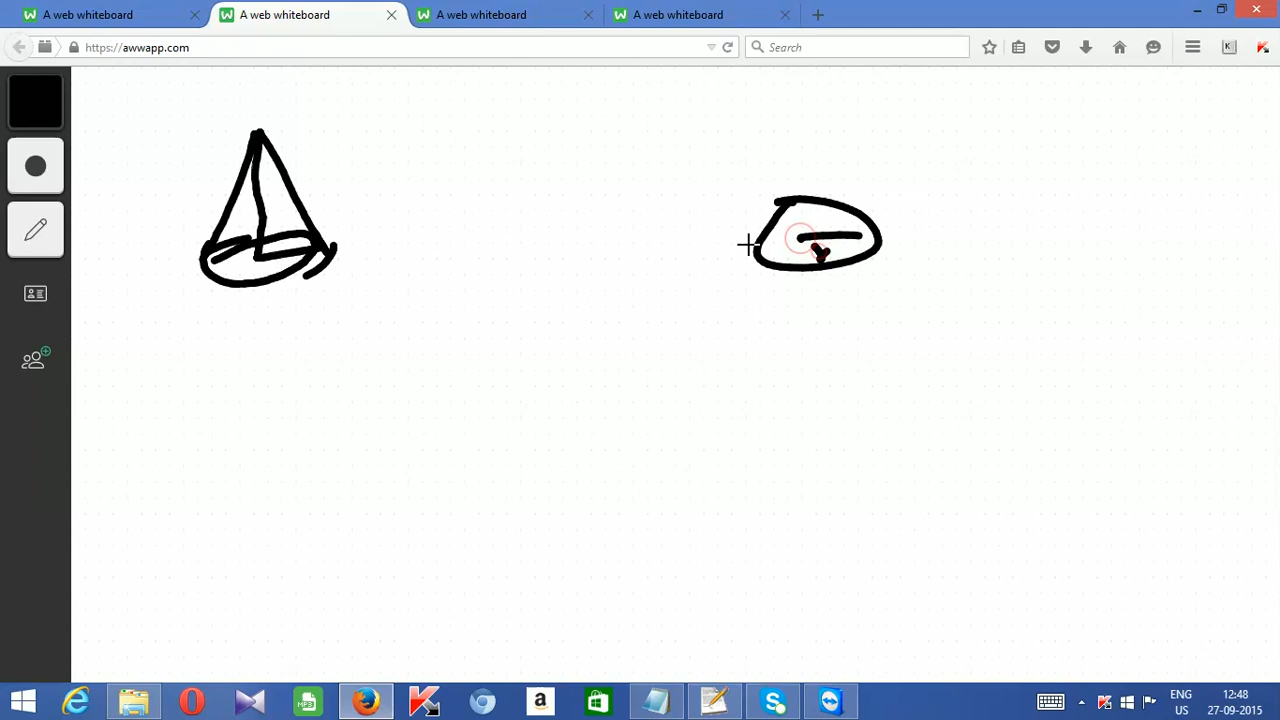 A web whiteboard
A web whiteboard
A web whiteboard
A web whiteboard
https://awwapp.com
Search
K
r
MP3
a
ENG
US
12:48
27-09-2015